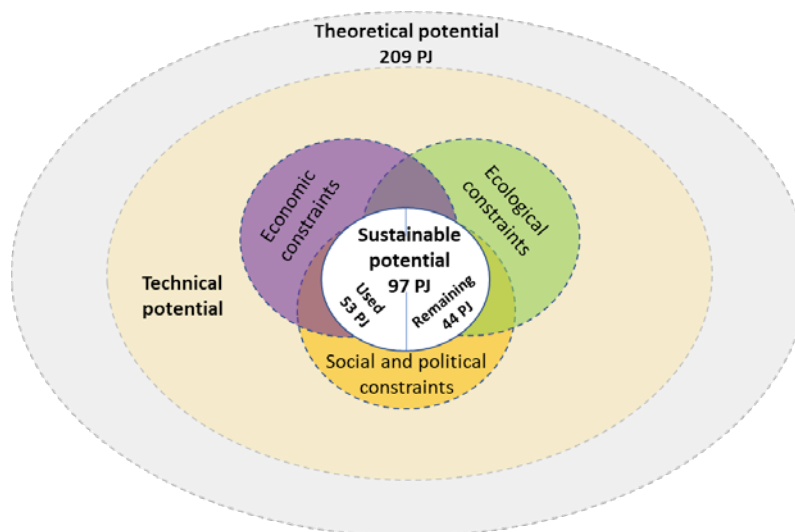 Theoretical potential
209 PJ
Economic
constraints
Ecological
constraints
Sustainable
potential
97 PJ
Used
53 PJ
Remaining
44 PJ
Technical
potential
Social and political
constraints